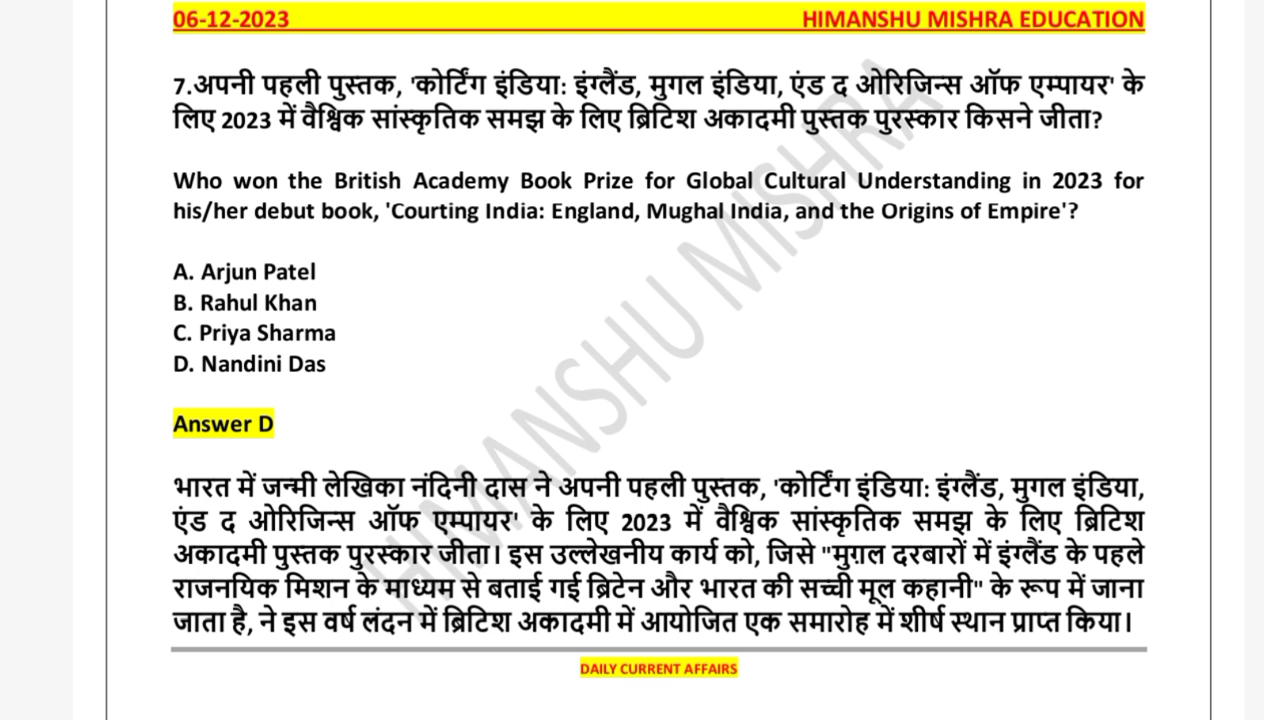 06-12-2023 HIMANSHU MISHRA EDUCATION
7.अपनी पहली पुस्तक, 'कोर्टिंग इंडिया: इंग्लैंड, मुगल इंडिया, एंड द ओरिजिन्स ऑफ एम्पायर' के
लिए 2023 में वैश्विक सांस्कृतिक समझ के लिए ब्रिटिश अकादमी पुस्तक पुरस्कार किसने जीता?
Who won the British Academy Book Prize for Global Cultural Understanding in 2023 for
his/her debut book, 'Courting India: England, Mughal India, and the Origins of Empire'?
A. Arjun Patel
B. Rahul Khan
C. Priya Sharma
D. Nandini Das
Answer D
भारत में जन्मी लेखिका नंदिनी दास ने अपनी पहली पुस्तक, 'कोर्टिंग इंडिया: इंग्लैंड, मुगल इंडिया,
एंड द ओरिजिन्स ऑफ एम्पायर' के लिए 2023 में वैश्विक सांस्कृतिक समझ के लिए ब्रिटिश
अकादमी पुस्तक पुरस्कार जीता। इस उल्लेखनीय कार्य को, जिसे "मुग़ल दरबारों में इंग्लैंड के पहले
राजनयिक मिशन के माध्यम से बताई गई ब्रिटेन और भारत की सच्ची मूल कहानी" के रूप में जाना
जाता है, ने इस वर्ष लंदन में ब्रिटिश अकादमी में आयोजित एक समारोह में शीर्ष स्थान प्राप्त किया।
DAILY CURRENT AFFAIRS
HIMANSHU MISHRA